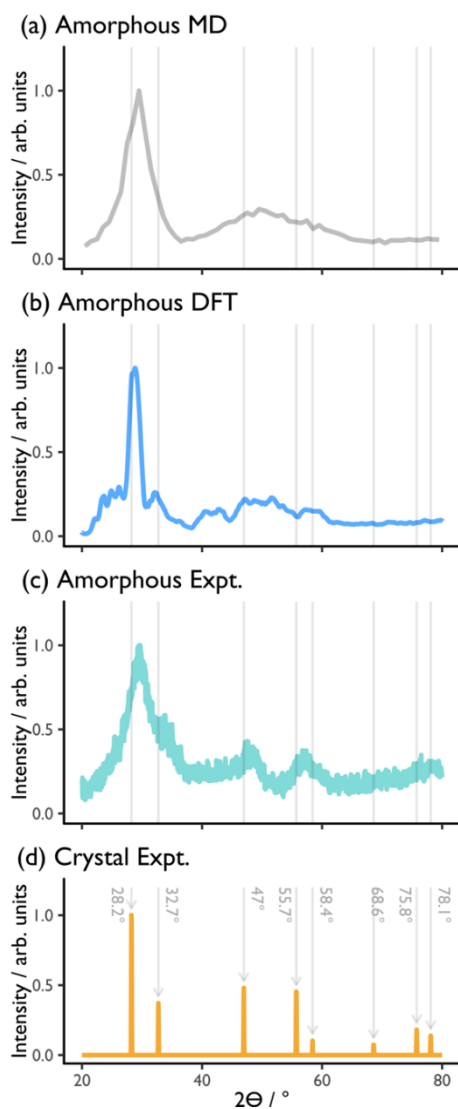 (a) Amorphous MD
Intensity / arb. units
1.0
0.5
0.0
(b) Amorphous DFT
Intensity / arb. units
1.0
0.5
0.0
(c) Amorphous Expt.
Intensity / arb. units
1.0
0.5
0.0
(d) Crystal Expt.
Intensity / arb. units
1.0
0.5
0.0
28.2°
32.7°
47°
55.7°
58.4°
68.6°
75.8°
78.1°
20 40 60 80
2Θ / °